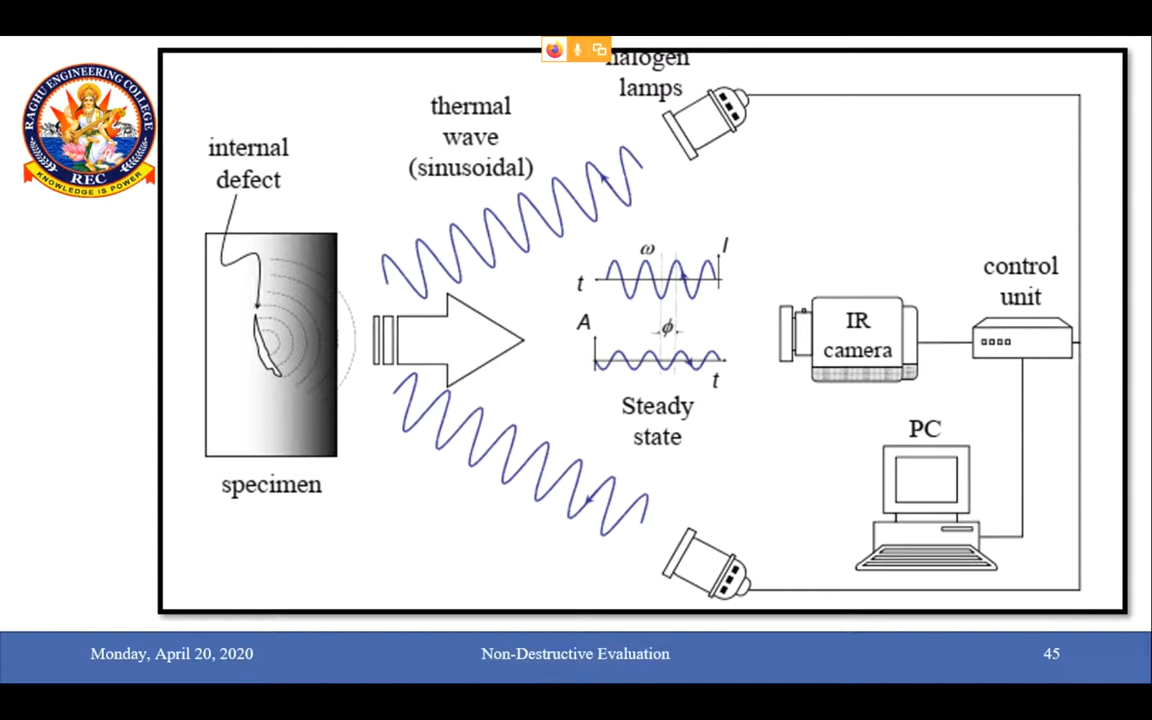 RAGHU ENGINEERING COLLEGE
REC
KNOWLEDGE IS POWER
halogen
lamps
thermal
wave
(sinusoidal)
internal
defect
specimen
ω
I
t
A
ϕ
t
Steady
state
IR
camera
control
unit
PC
Monday, April 20, 2020
Non-Destructive Evaluation
45